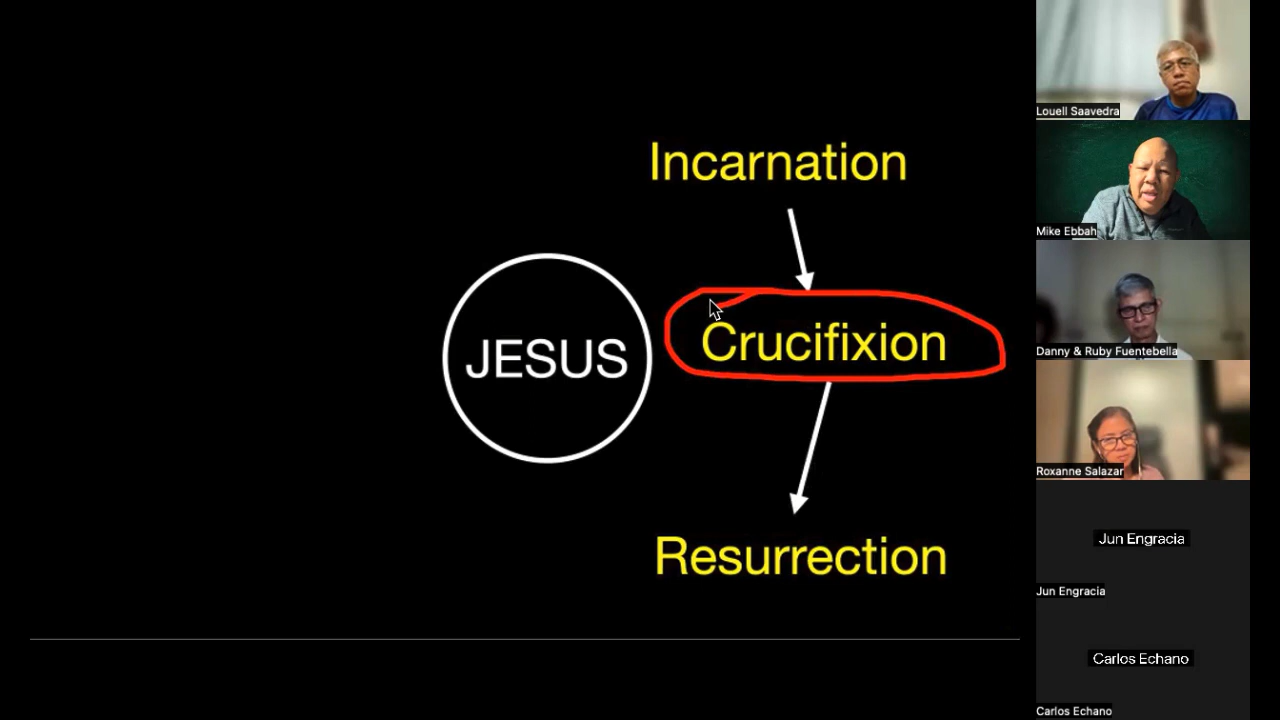 Incarnation
JESUS
Crucifixion
Resurrection
Louell Saavedra
Mike Ebbah
Danny & Ruby Fuentebella
Roxanne Salazar
Jun Engracia
Jun Engracia
Carlos Echano
Carlos Echano